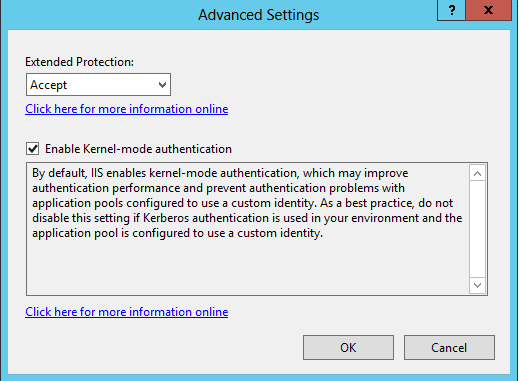 Advanced Settings
? x
Extended Protection:
Accept
Click here for more information online
Enable Kernel-mode authentication
By default, IIS enables kernel-mode authentication, which may improve
authentication performance and prevent authentication problems with
application pools configured to use a custom identity. As a best practice, do not
disable this setting if Kerberos authentication is used in your environment and the
application pool is configured to use a custom identity.
Click here for more information online
OK Cancel